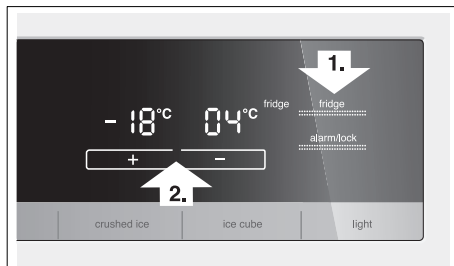 1.
fridge fridge
-18°C 04°C
alarm/lock
+ −
2.
crushed ice ice cube light